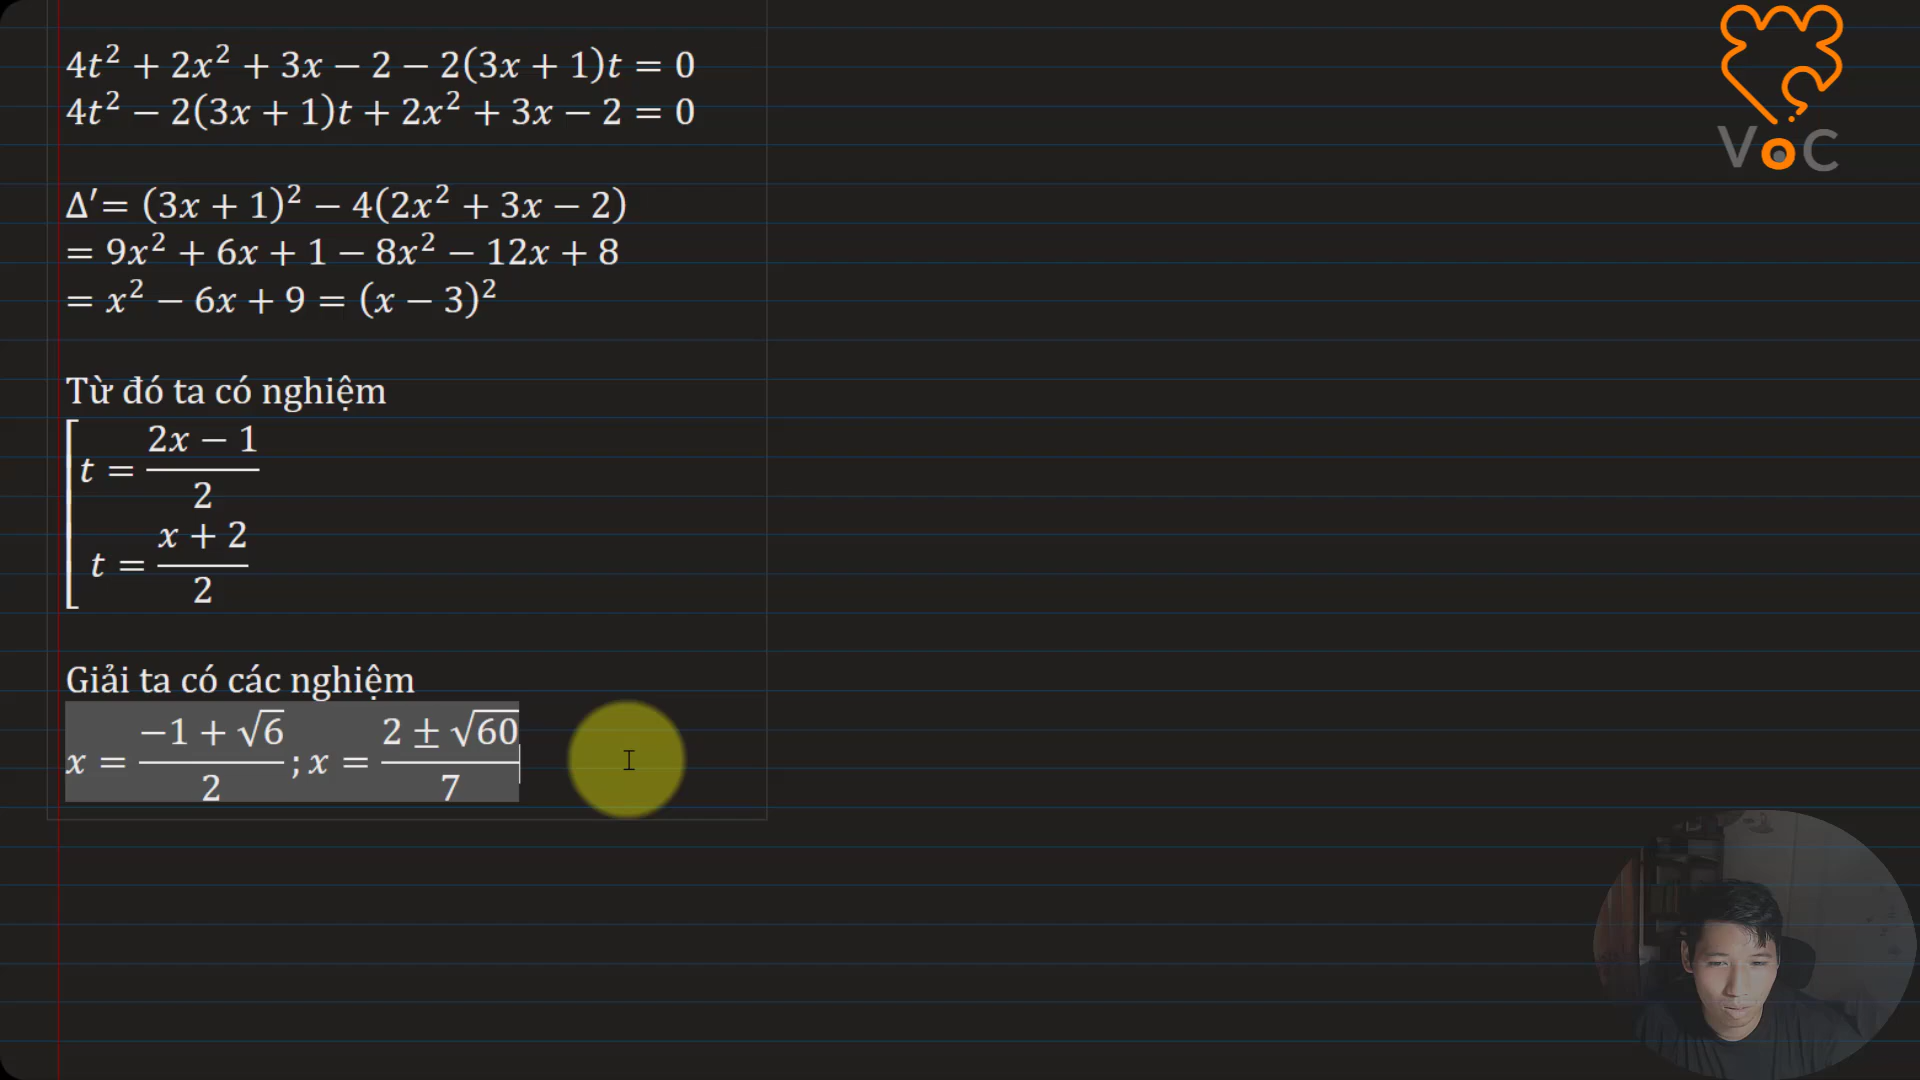 4t² + 2x² + 3x − 2 − 2(3x + 1)t = 0
4t² − 2(3x + 1)t + 2x² + 3x − 2 = 0
Δ′= (3x + 1)² − 4(2x² + 3x − 2)
= 9x² + 6x + 1 − 8x² − 12x + 8
= x² − 6x + 9 = (x − 3)²
Từ đó ta có nghiệm
t = (2x − 1)/2
t = (x + 2)/2
Giải ta có các nghiệm
x = (−1 + √6)/2 ; x = (2 ± √60)/7
VOC